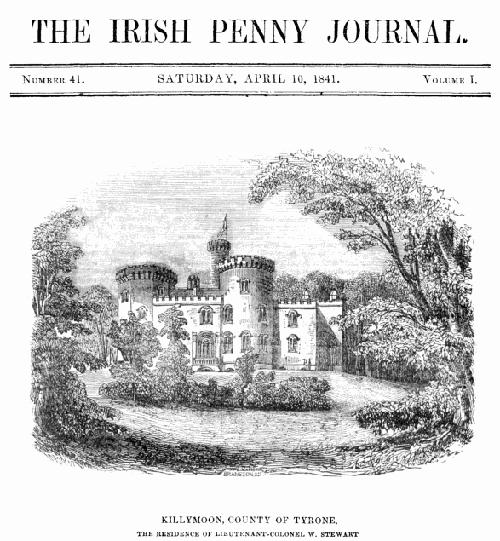 THE IRISH PENNY JOURNAL.
NUMBER 41. SATURDAY, APRIL 10, 1841. VOLUME I.
KILLYMOON, COUNTY OF TYRONE,
THE RESIDENCE OF LIEUTENANT-COLONEL W. STEWART